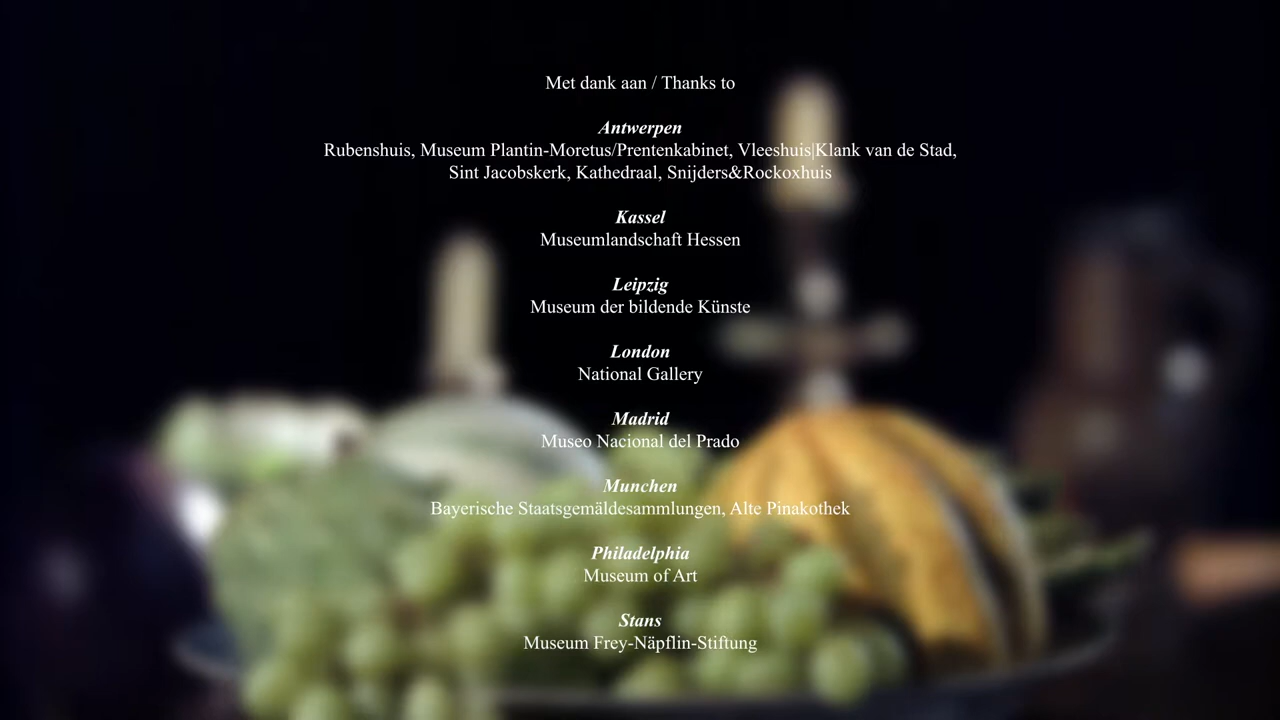 Met dank aan / Thanks to
Antwerpen
Rubenshuis, Museum Plantin-Moretus/Prentenkabinet, Vleeshuis|Klank van de Stad,
Sint Jacobskerk, Kathedraal, Snijders&Rockoxhuis
Kassel
Museumlandschaft Hessen
Leipzig
Museum der bildende Künste
London
National Gallery
Madrid
Museo Nacional del Prado
Munchen
Bayerische Staatsgemäldesammlungen, Alte Pinakothek
Philadelphia
Museum of Art
Stans
Museum Frey-Näpflin-Stiftung